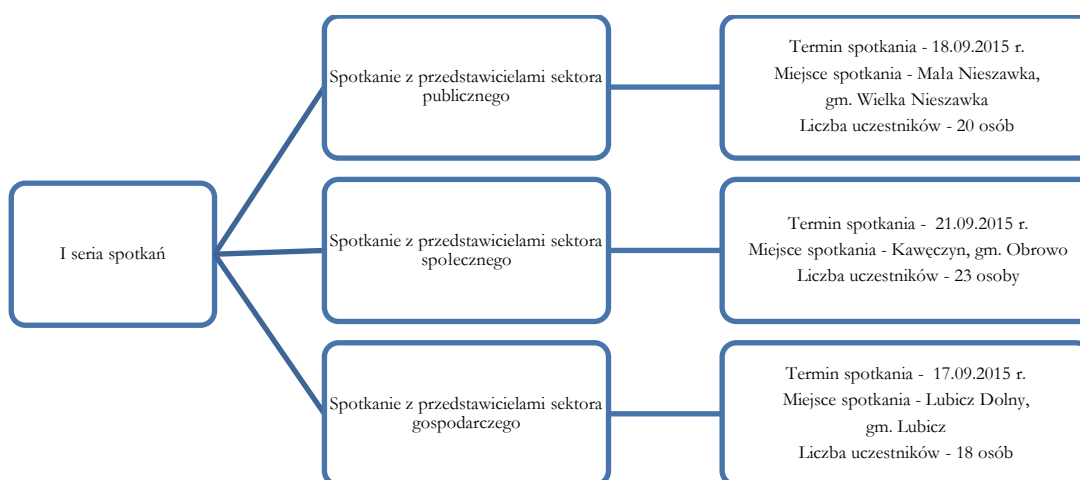 I seria spotkań
Spotkanie z przedstawicielami sektora
publicznego
Termin spotkania - 18.09.2015 r.
Miejsce spotkania - Mała Nieszawka,
gm. Wielka Nieszawka
Liczba uczestników - 20 osób
Spotkanie z przedstawicielami sektora
społecznego
Termin spotkania - 21.09.2015 r.
Miejsce spotkania - Kawęczyn, gm. Obrowo
Liczba uczestników - 23 osoby
Spotkanie z przedstawicielami sektora
gospodarczego
Termin spotkania - 17.09.2015 r.
Miejsce spotkania - Lubicz Dolny,
gm. Lubicz
Liczba uczestników - 18 osób